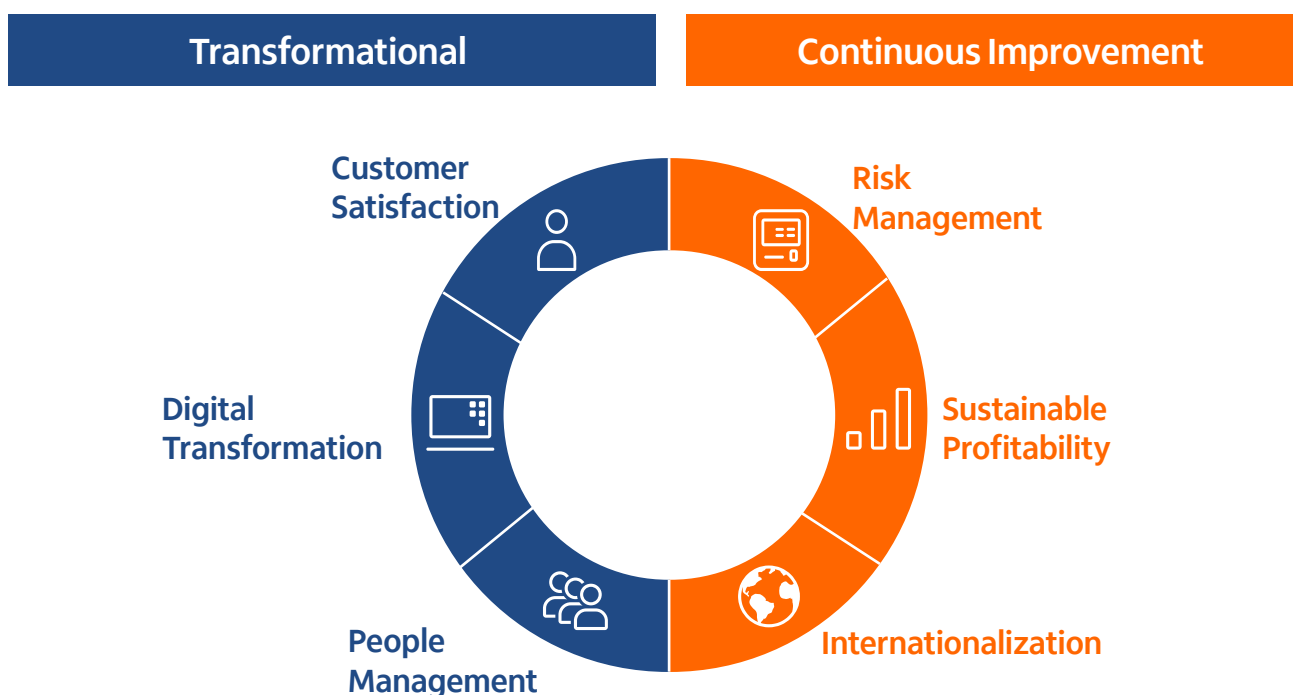 Transformational
Continuous Improvement
Customer
Satisfaction
Risk
Management
Digital
Transformation
Sustainable
Profitability
People
Management
Internationalization